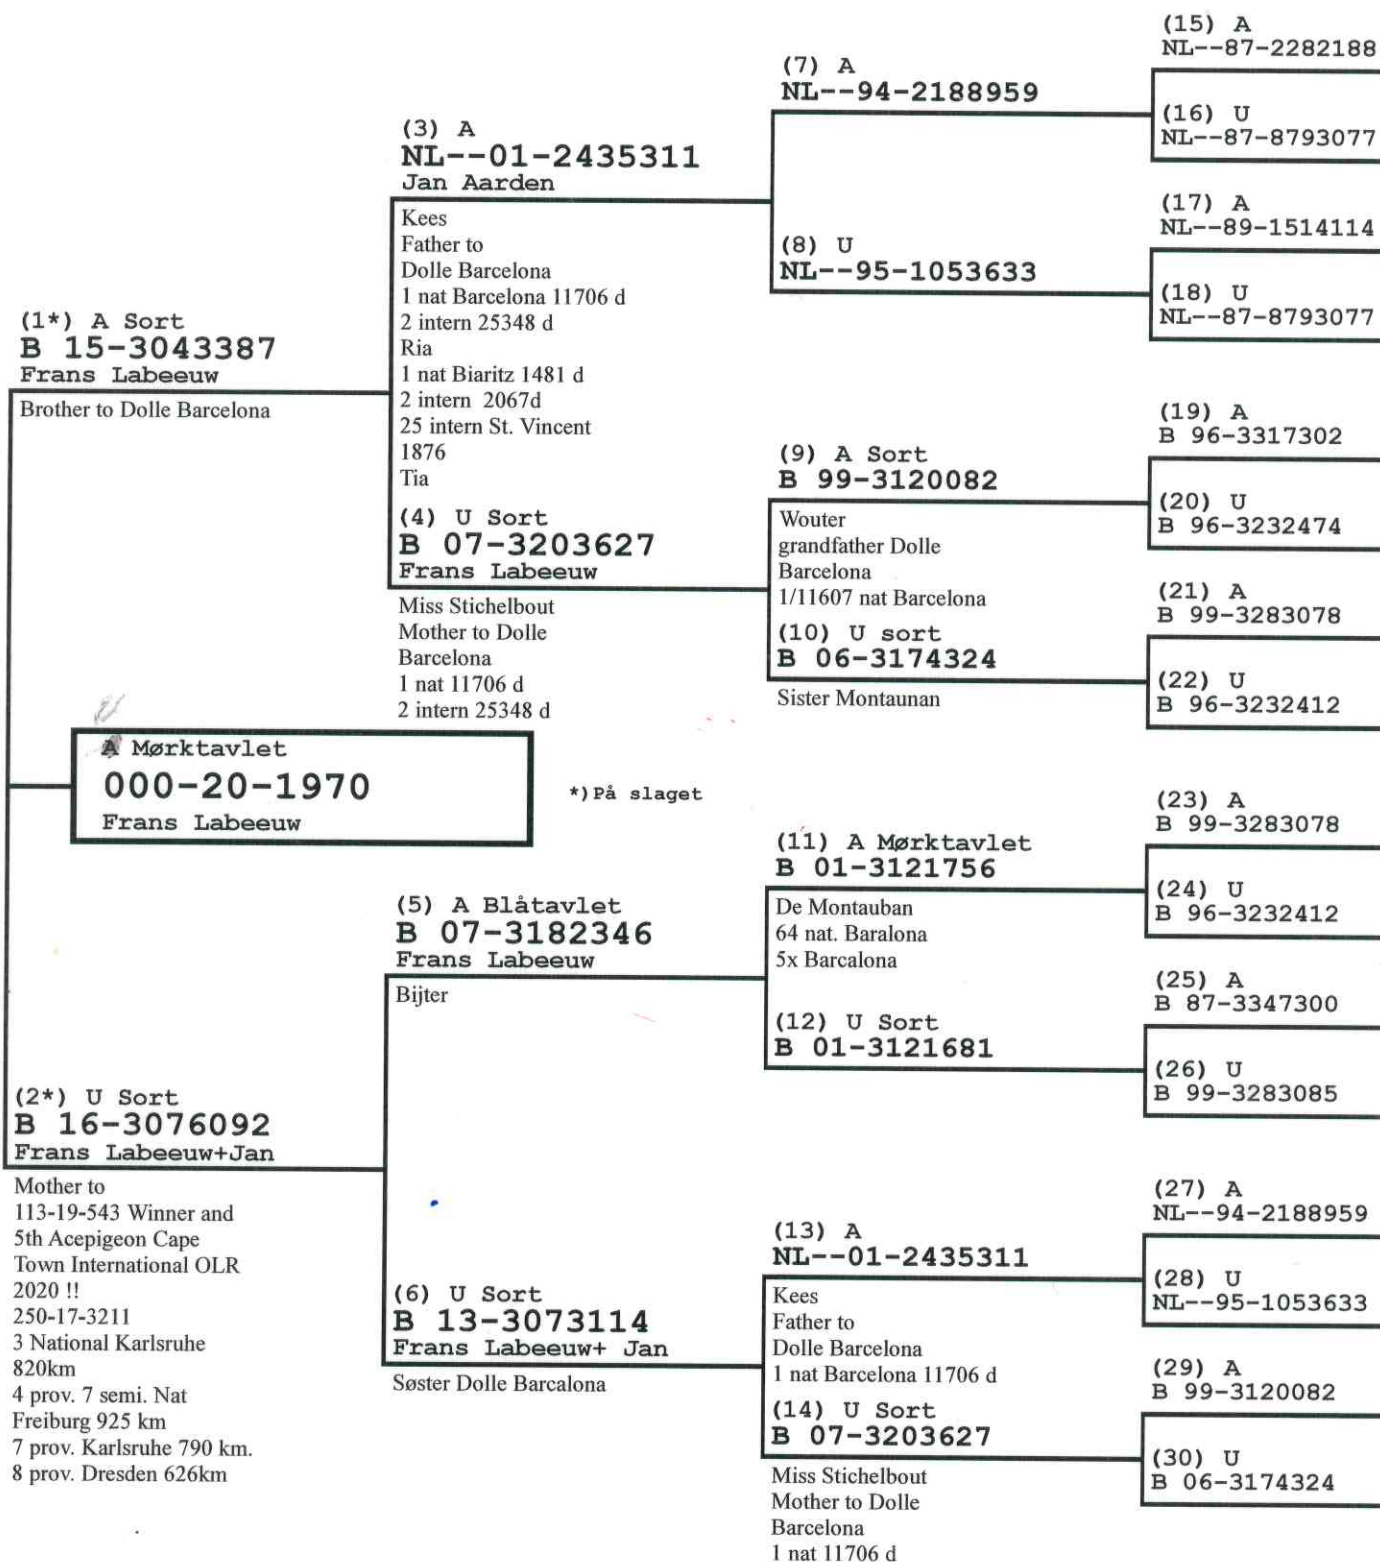 (1*) A Sort
B 15-3043387
Frans Labeeuw
Brother to Dolle Barcelona
A Mørktavlet
000-20-1970
Frans Labeeuw
*)På slaget
(2*) U Sort
B 16-3076092
Frans Labeeuw+Jan
Mother to
113-19-543 Winner and
5th Acepigeon Cape
Town International OLR
2020 !!
250-17-3211
3 National Karlsruhe
820km
4 prov. 7 semi. Nat
Freiburg 925 km
7 prov. Karlsruhe 790 km.
8 prov. Dresden 626km
(3) A
NL--01-2435311
Jan Aarden
Kees
Father to
Dolle Barcelona
1 nat Barcelona 11706 d
2 intern 25348 d
Ria
1 nat Biaritz 1481 d
2 intern 2067d
25 intern St. Vincent
1876
Tia
(4) U Sort
B 07-3203627
Frans Labeeuw
Miss Stichelbout
Mother to Dolle
Barcelona
1 nat 11706 d
2 intern 25348 d
(5) A Blåtavlet
B 07-3182346
Frans Labeeuw
Bijter
(6) U Sort
B 13-3073114
Frans Labeeuw+ Jan
Søster Dolle Barcalona
(7) A
NL--94-2188959
(8) U
NL--95-1053633
(9) A Sort
B 99-3120082
Wouter
grandfather Dolle
Barcelona
1/11607 nat Barcelona
(10) U sort
B 06-3174324
Sister Montaunan
(11) A Mørktavlet
B 01-3121756
De Montauban
64 nat. Baralona
5x Barcalona
(12) U Sort
B 01-3121681
(13) A
NL--01-2435311
Kees
Father to
Dolle Barcelona
1 nat Barcelona 11706 d
(14) U Sort
B 07-3203627
Miss Stichelbout
Mother to Dolle
Barcelona
1 nat 11706 d
(15) A
NL--87-2282188
(16) U
NL--87-8793077
(17) A
NL--89-1514114
(18) U
NL--87-8793077
(19) A
B 96-3317302
(20) U
B 96-3232474
(21) A
B 99-3283078
(22) U
B 96-3232412
(23) A
B 99-3283078
(24) U
B 96-3232412
(25) A
B 87-3347300
(26) U
B 99-3283085
(27) A
NL--94-2188959
(28) U
NL--95-1053633
(29) A
B 99-3120082
(30) U
B 06-3174324